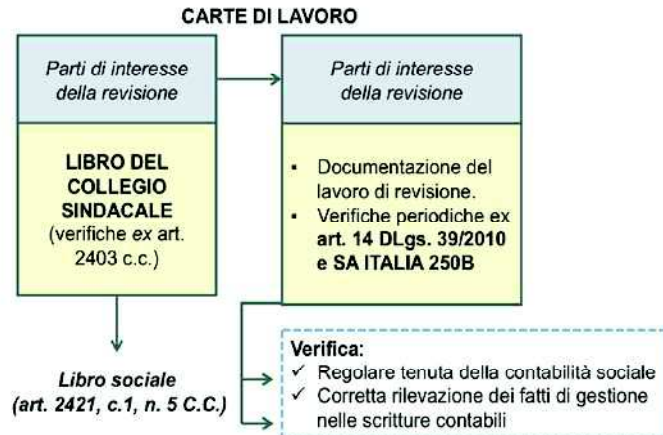 CARTE DI LAVORO
Parti di interesse
della revisione
LIBRO DEL
COLLEGIO
SINDACALE
(verifiche ex art.
2403 c.c.)
Libro sociale
(art. 2421, c.1, n. 5 C.C.)
Parti di interesse
della revisione
▪ Documentazione del
lavoro di revisione.
▪ Verifiche periodiche ex
art. 14 DLgs. 39/2010
e SA ITALIA 250B
Verifica:
✓ Regolare tenuta della contabilità sociale
✓ Corretta rilevazione dei fatti di gestione
nelle scritture contabili